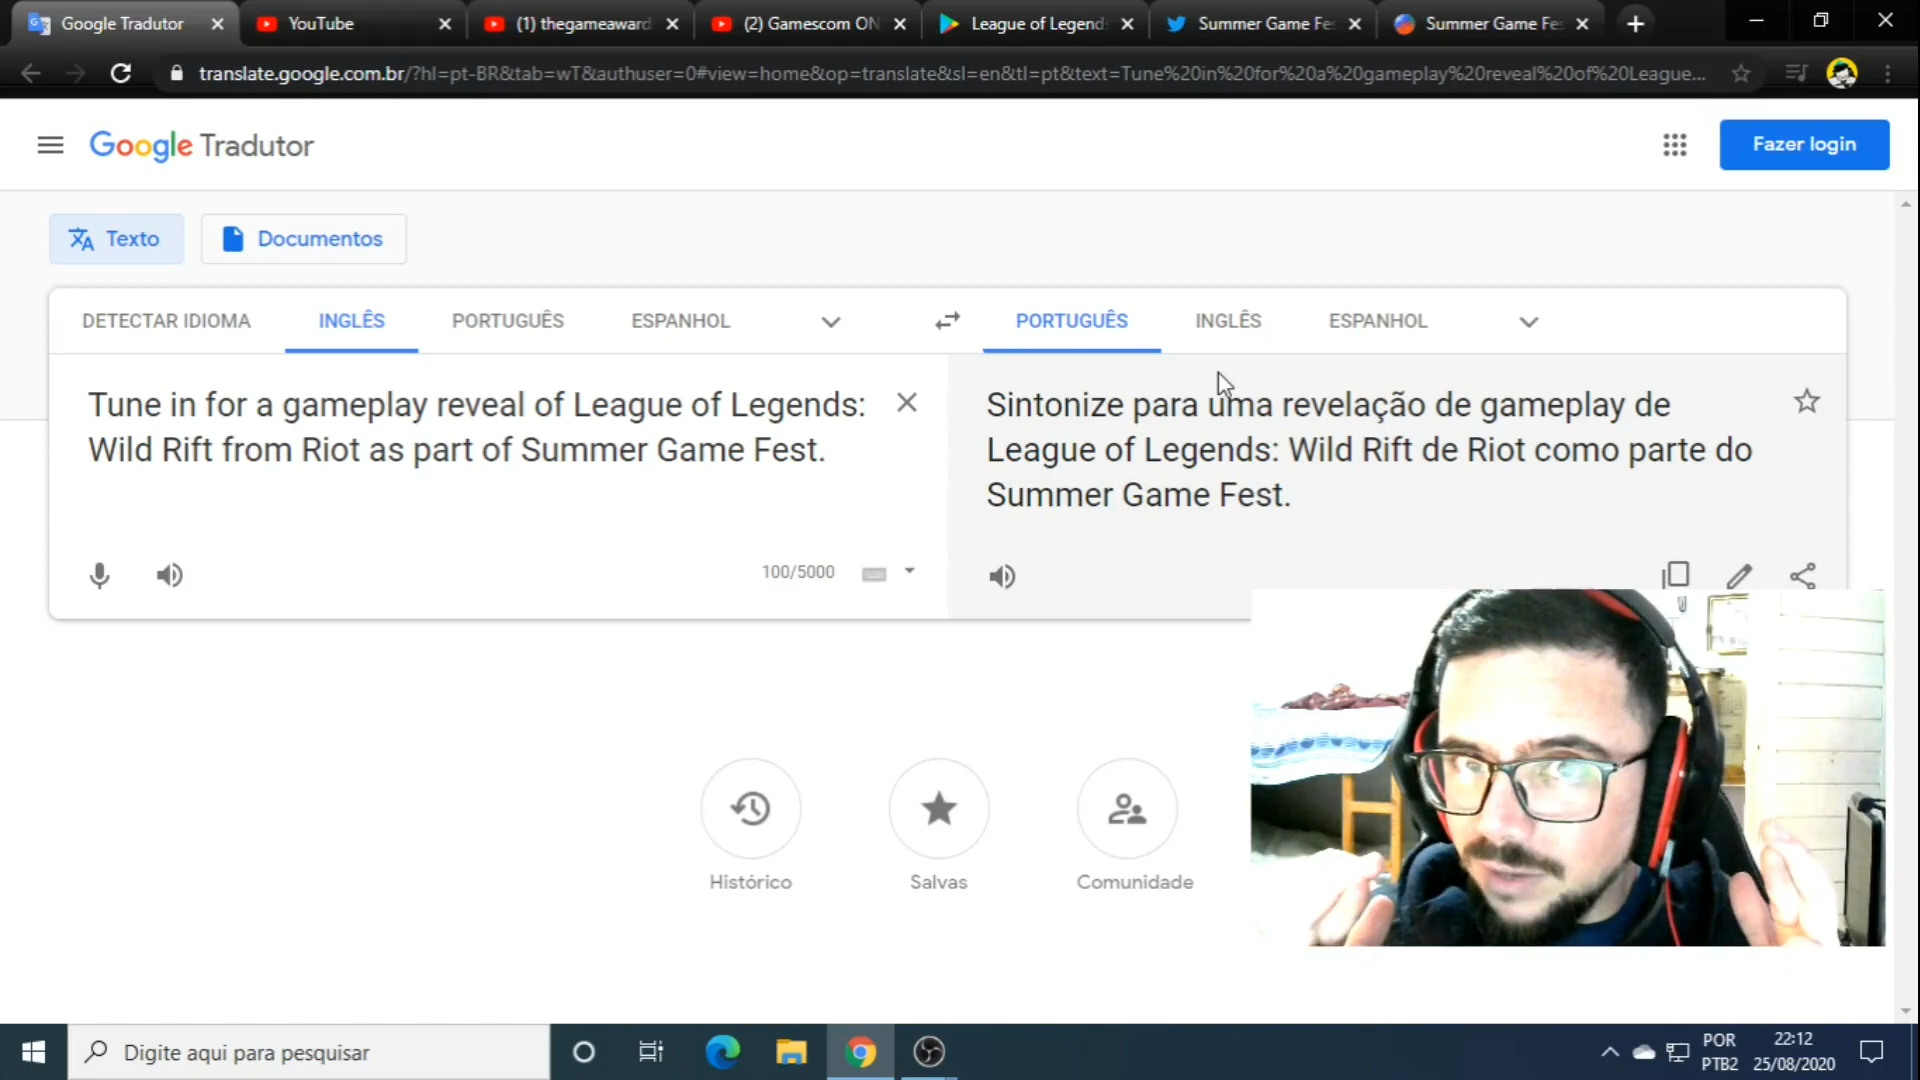 Google Tradutor
YouTube
(1) thegameaward
(2) Gamescom ON
League of Legend
Summer Game Fe
Summer Game Fe
translate.google.com.br/?hl=pt-BR&tab=wT&authuser=0#view=home&op=translate&sl=en&tl=pt&text=Tune%20in%20for%20a%20gameplay%20reveal%20of%20League...
Google Tradutor
Fazer login
Texto
Documentos
DETECTAR IDIOMA
INGLÊS
PORTUGUÊS
ESPANHOL
PORTUGUÊS
INGLÊS
ESPANHOL
Tune in for a gameplay reveal of League of Legends:
Wild Rift from Riot as part of Summer Game Fest.
100/5000
Sintonize para uma revelação de gameplay de
League of Legends: Wild Rift de Riot como parte do
Summer Game Fest.
Histórico
Salvas
Comunidade
Digite aqui para pesquisar
POR
PTB2
22:12
25/08/2020